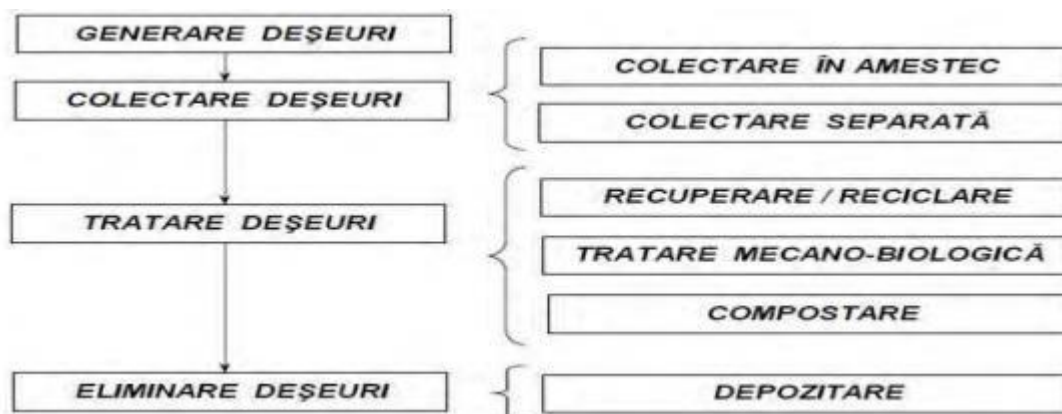 GENERARE DEŞEURI
COLECTARE DEŞEURI
COLECTARE ÎN AMESTEC
COLECTARE SEPARATĂ
TRATARE DEŞEURI
RECUPERARE / RECICLARE
TRATARE MECANO-BIOLOGICĂ
COMPOSTARE
ELIMINARE DEŞEURI
DEPOZITARE